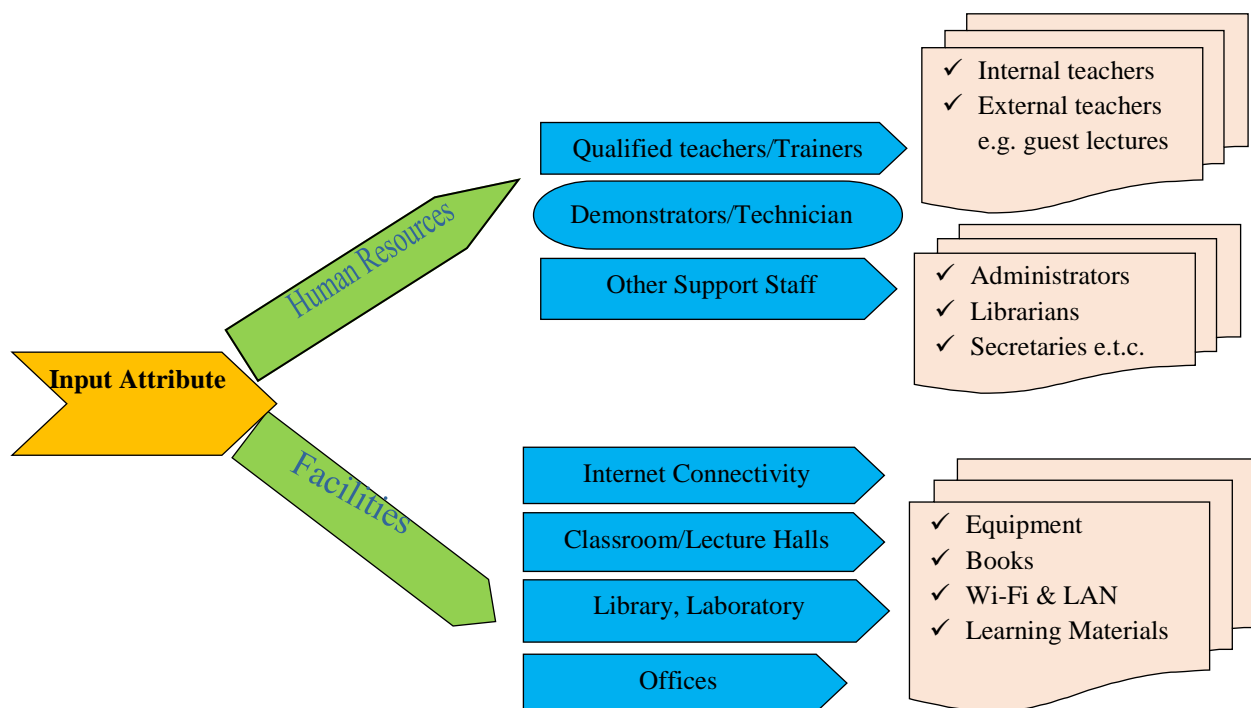 Input Attribute
Human Resources
Qualified teachers/Trainers
✓ Internal teachers
✓ External teachers
e.g. guest lectures
Demonstrators/Technician
Other Support Staff
✓ Administrators
✓ Librarians
✓ Secretaries e.t.c.
Facilities
Internet Connectivity
Classroom/Lecture Halls
Library, Laboratory
Offices
✓ Equipment
✓ Books
✓ Wi-Fi & LAN
✓ Learning Materials